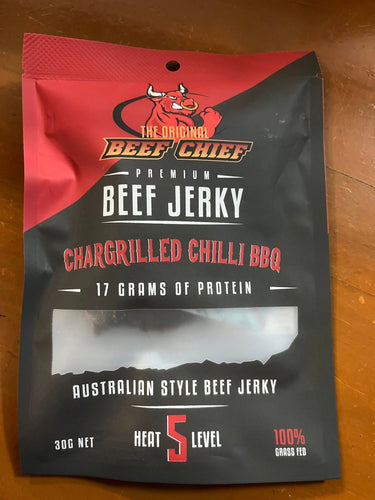 THE ORIGINAL
BEEF CHIEF
PREMIUM
BEEF JERKY
CHARGRILLED CHILLI BBQ
17 GRAMS OF PROTEIN
AUSTRALIAN STYLE BEEF JERKY
30G NET
HEAT 5 LEVEL
100%
GRASS FED